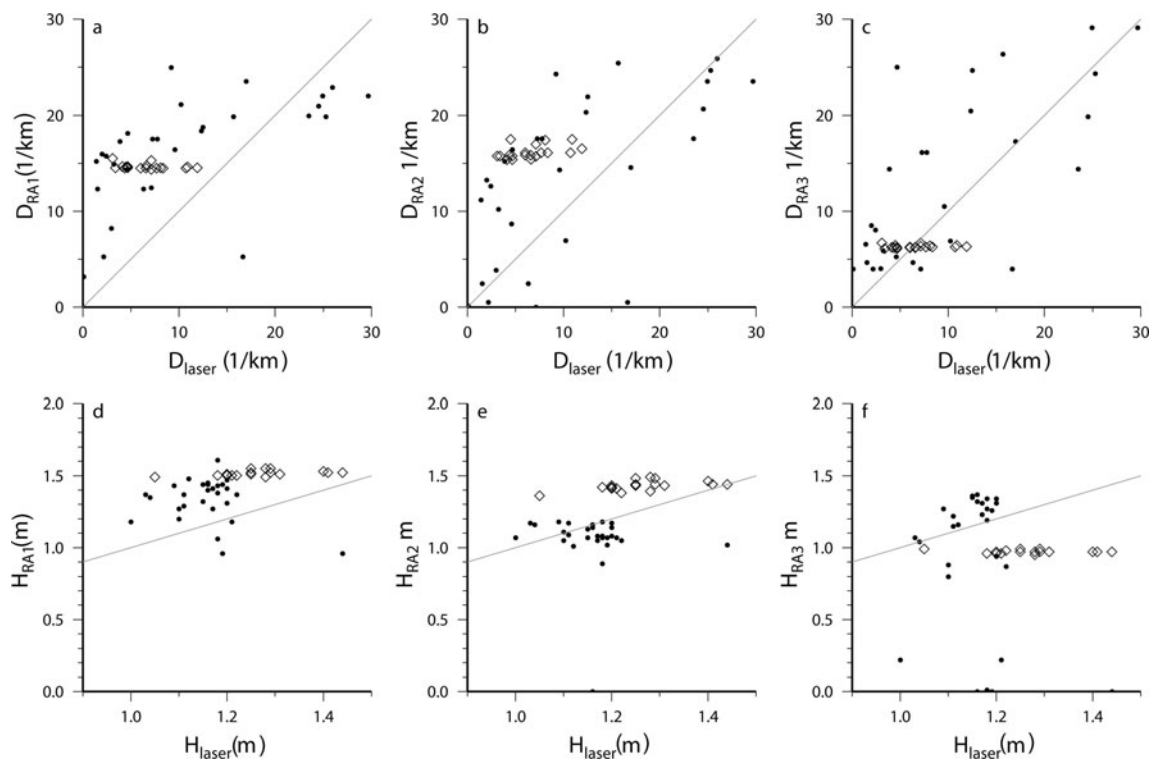 a
30
20
10
0
D_RA1 (1/km)
0 10 20 30
D_laser (1/km)
b
30
20
10
0
D_RA2 1/km)
0 10 20 30
D_laser (1/km)
c
30
20
10
0
D_RA3 1/km)
0 10 20 30
D_laser(1/km)
d
2.0
1.5
1.0
0.5
0.0
H_RA1(m)
1.0 1.2 1.4
H_laser(m)
e
2.0
1.5
1.0
0.5
0.0
H_RA2 m
1.0 1.2 1.4
H_laser(m)
f
2.0
1.5
1.0
0.5
0.0
H_RA3 m
1.0 1.2 1.4
H_laser(m)